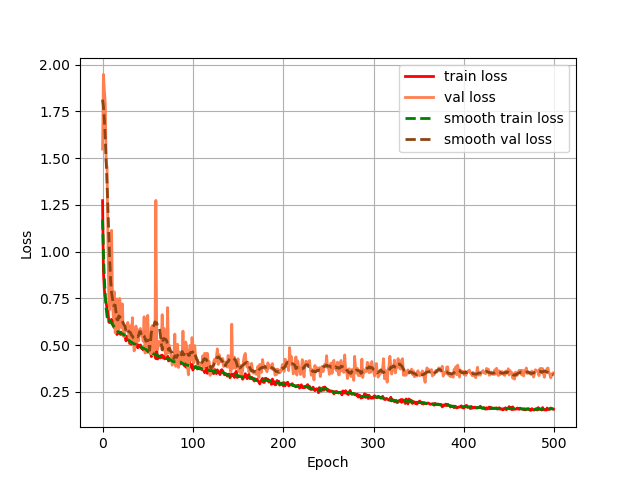 2.00
1.75
1.50
1.25
1.00
0.75
0.50
0.25
Loss
train loss
val loss
smooth train loss
smooth val loss
0 100 200 300 400 500
Epoch